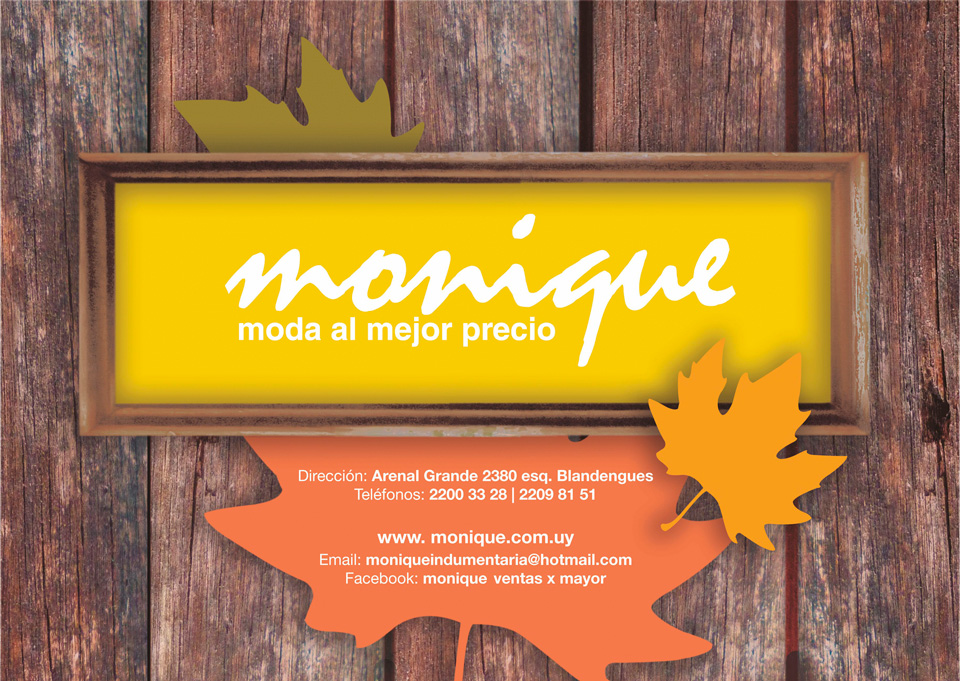 monique
moda al mejor precio
Dirección: Arenal Grande 2380 esq. Blandengues
Teléfonos: 2200 33 28 | 2209 81 51
www. monique.com.uy
Email: moniqueindumentaria@hotmail.com
Facebook: monique ventas x mayor